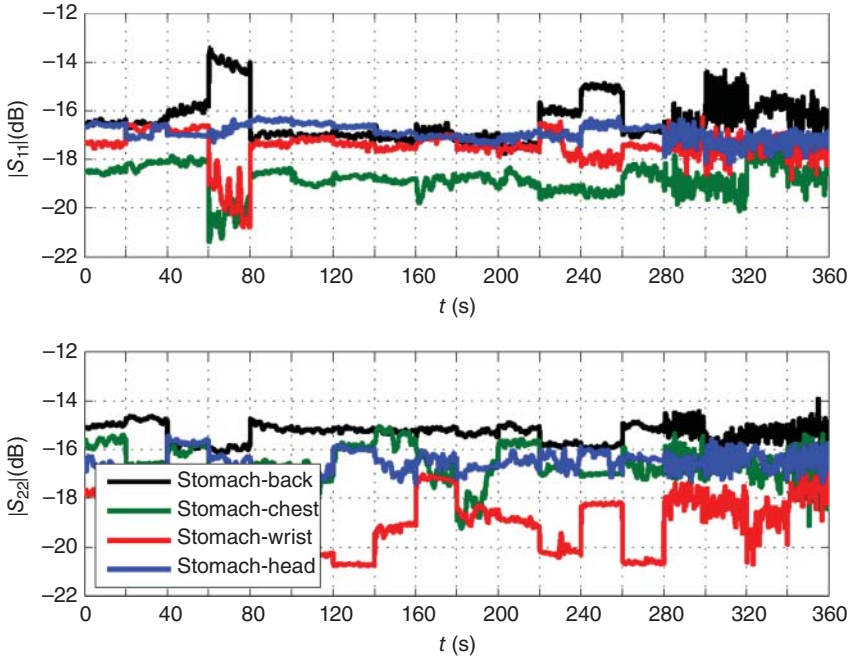 −12
−14
−16
−18
−20
−22
|S11|(dB)
0 40 80 120 160 200 240 280 320 360
t (s)
−12
−14
−16
−18
−20
−22
|S22|(dB)
Stomach-back
Stomach-chest
Stomach-wrist
Stomach-head
0 40 80 120 160 200 240 280 320 360
t (s)